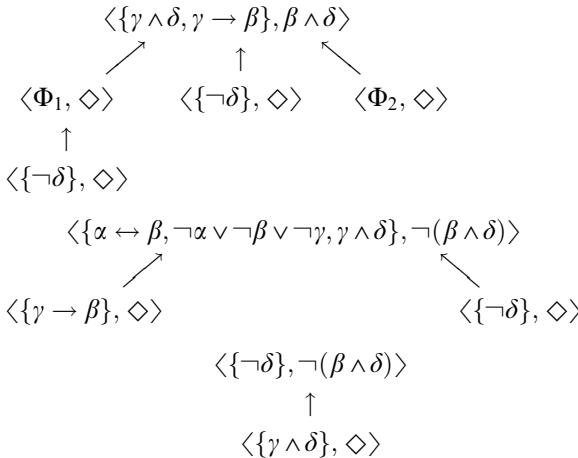 ⟨{γ ∧ δ, γ → β}, β ∧ δ⟩
⟨Φ₁, ◇⟩ ⟨{¬δ}, ◇⟩ ⟨Φ₂, ◇⟩
⟨{¬δ}, ◇⟩
⟨{α ↔ β, ¬α ∨ ¬β ∨ ¬γ, γ ∧ δ}, ¬(β ∧ δ)⟩
⟨{γ → β}, ◇⟩ ⟨{¬δ}, ◇⟩
⟨{¬δ}, ¬(β ∧ δ)⟩
⟨{γ ∧ δ}, ◇⟩